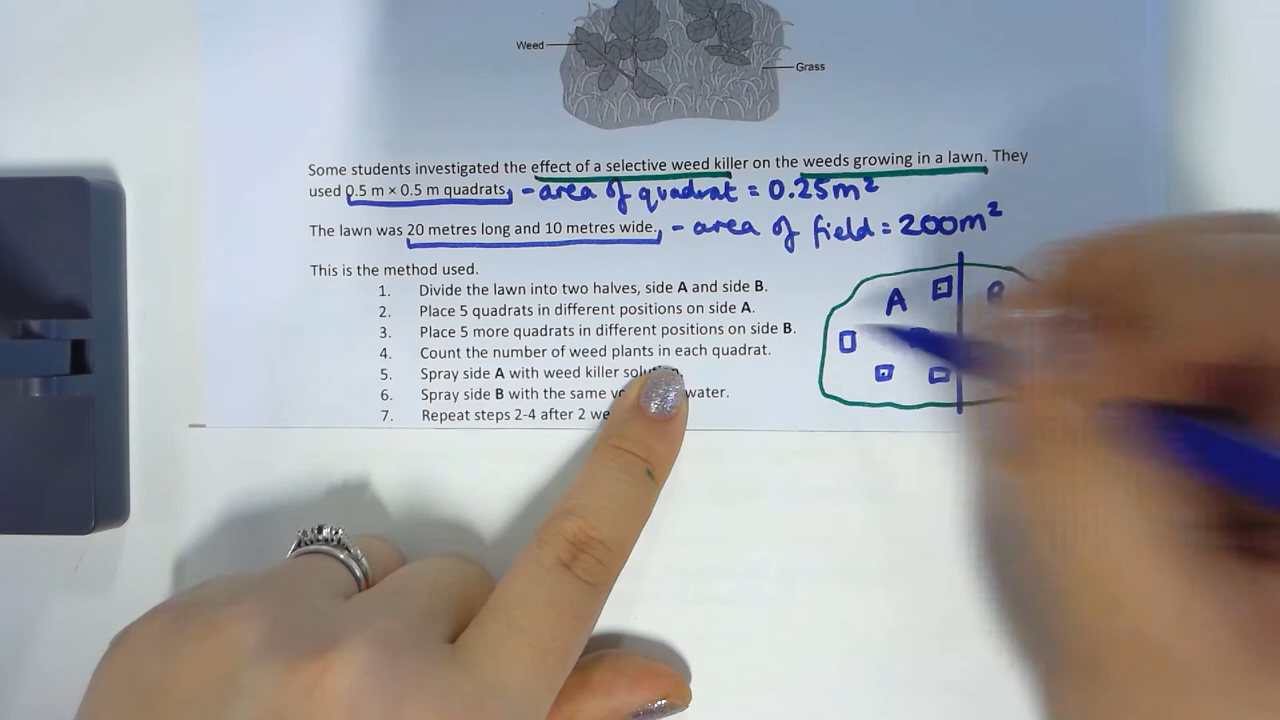 Weed
Grass
Some students investigated the effect of a selective weed killer on the weeds growing in a lawn. They
used 0.5 m × 0.5 m quadrats, - area of quadrat = 0.25m²
The lawn was 20 metres long and 10 metres wide. - area of field = 200m²
This is the method used.
1. Divide the lawn into two halves, side A and side B.
2. Place 5 quadrats in different positions on side A.
3. Place 5 more quadrats in different positions on side B.
4. Count the number of weed plants in each quadrat.
5. Spray side A with weed killer
6. Spray side B with the same water.
7. Repeat steps 2-4 after 2
A